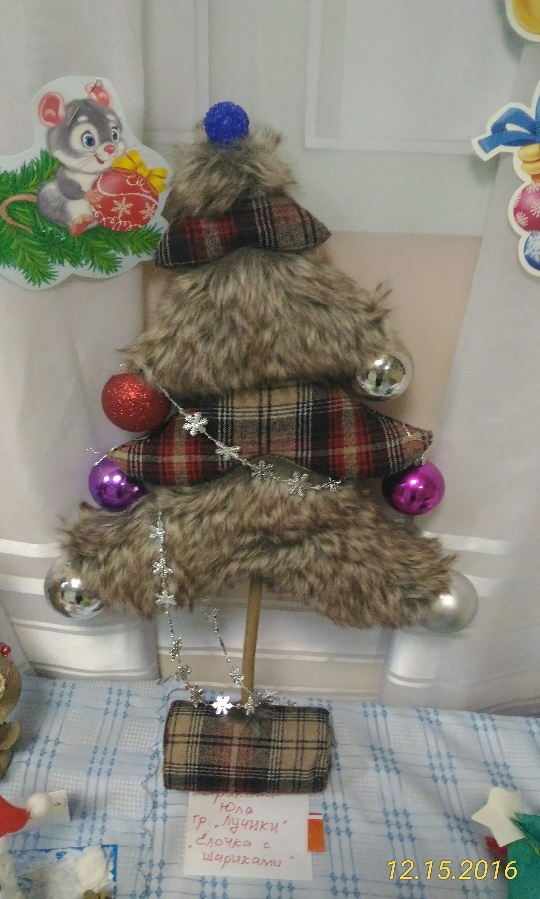 Юля
гр. „Лучики"
„Ёлочка с
шариками."
12.15.2016